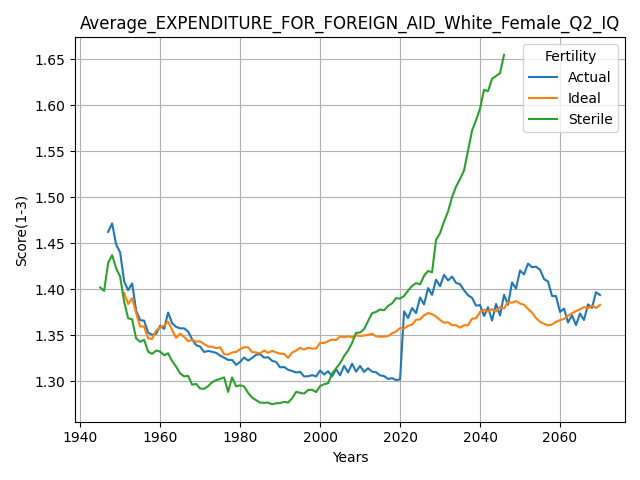 Average_EXPENDITURE_FOR_FOREIGN_AID_White_Female_Q2_IQ
Fertility
Actual
Ideal
Sterile
Score(1-3)
1.65
1.60
1.55
1.50
1.45
1.40
1.35
1.30
1940 1960 1980 2000 2020 2040 2060
Years